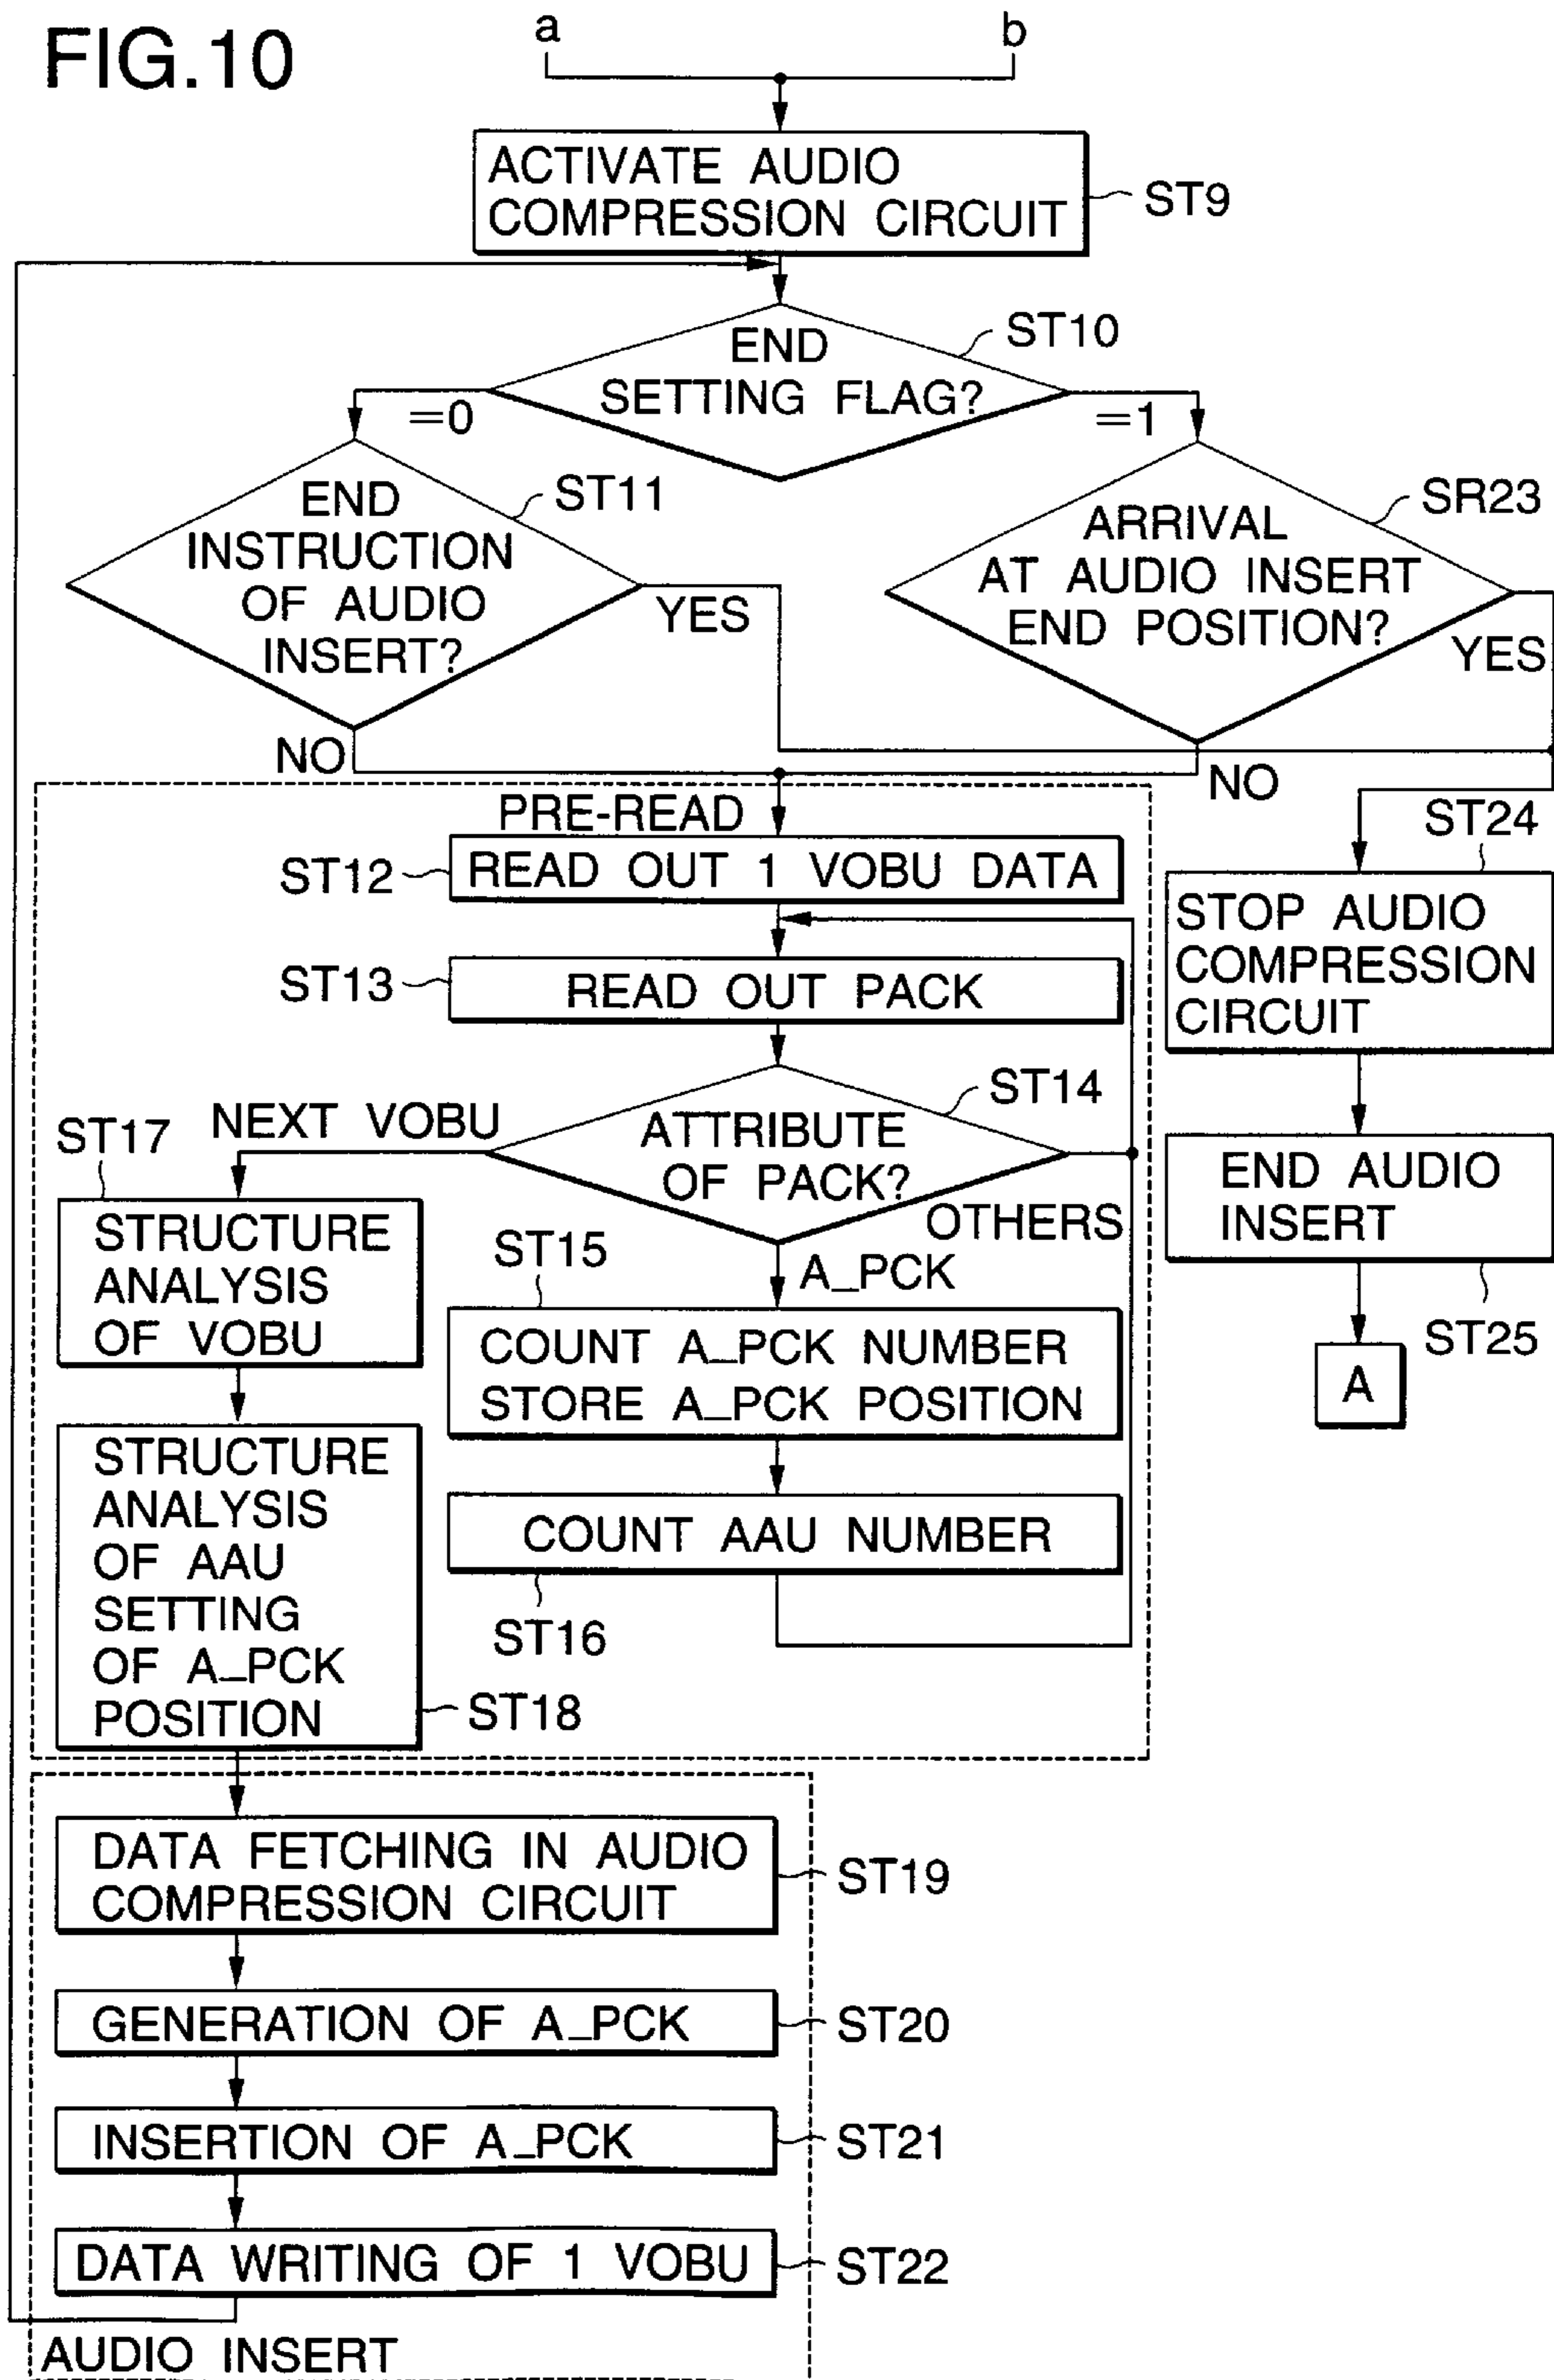 FIG.10
a
b
ACTIVATE AUDIO
COMPRESSION CIRCUIT
ST9
END
SETTING FLAG?
ST10
=0
=1
END
INSTRUCTION
OF AUDIO
INSERT?
ST11
YES
NO
ARRIVAL
AT AUDIO INSERT
END POSITION?
SR23
YES
NO
PRE-READ
ST12
READ OUT 1 VOBU DATA
ST13
READ OUT PACK
ST14
ATTRIBUTE
OF PACK?
NEXT VOBU
OTHERS
A_PCK
ST17
STRUCTURE
ANALYSIS
OF VOBU
ST15
COUNT A_PCK NUMBER
STORE A_PCK POSITION
COUNT AAU NUMBER
ST16
STRUCTURE
ANALYSIS
OF AAU
SETTING
OF A_PCK
POSITION
ST18
ST24
STOP AUDIO
COMPRESSION
CIRCUIT
END AUDIO
INSERT
ST25
A
DATA FETCHING IN AUDIO
COMPRESSION CIRCUIT
ST19
GENERATION OF A_PCK
ST20
INSERTION OF A_PCK
ST21
DATA WRITING OF 1 VOBU
ST22
AUDIO INSERT